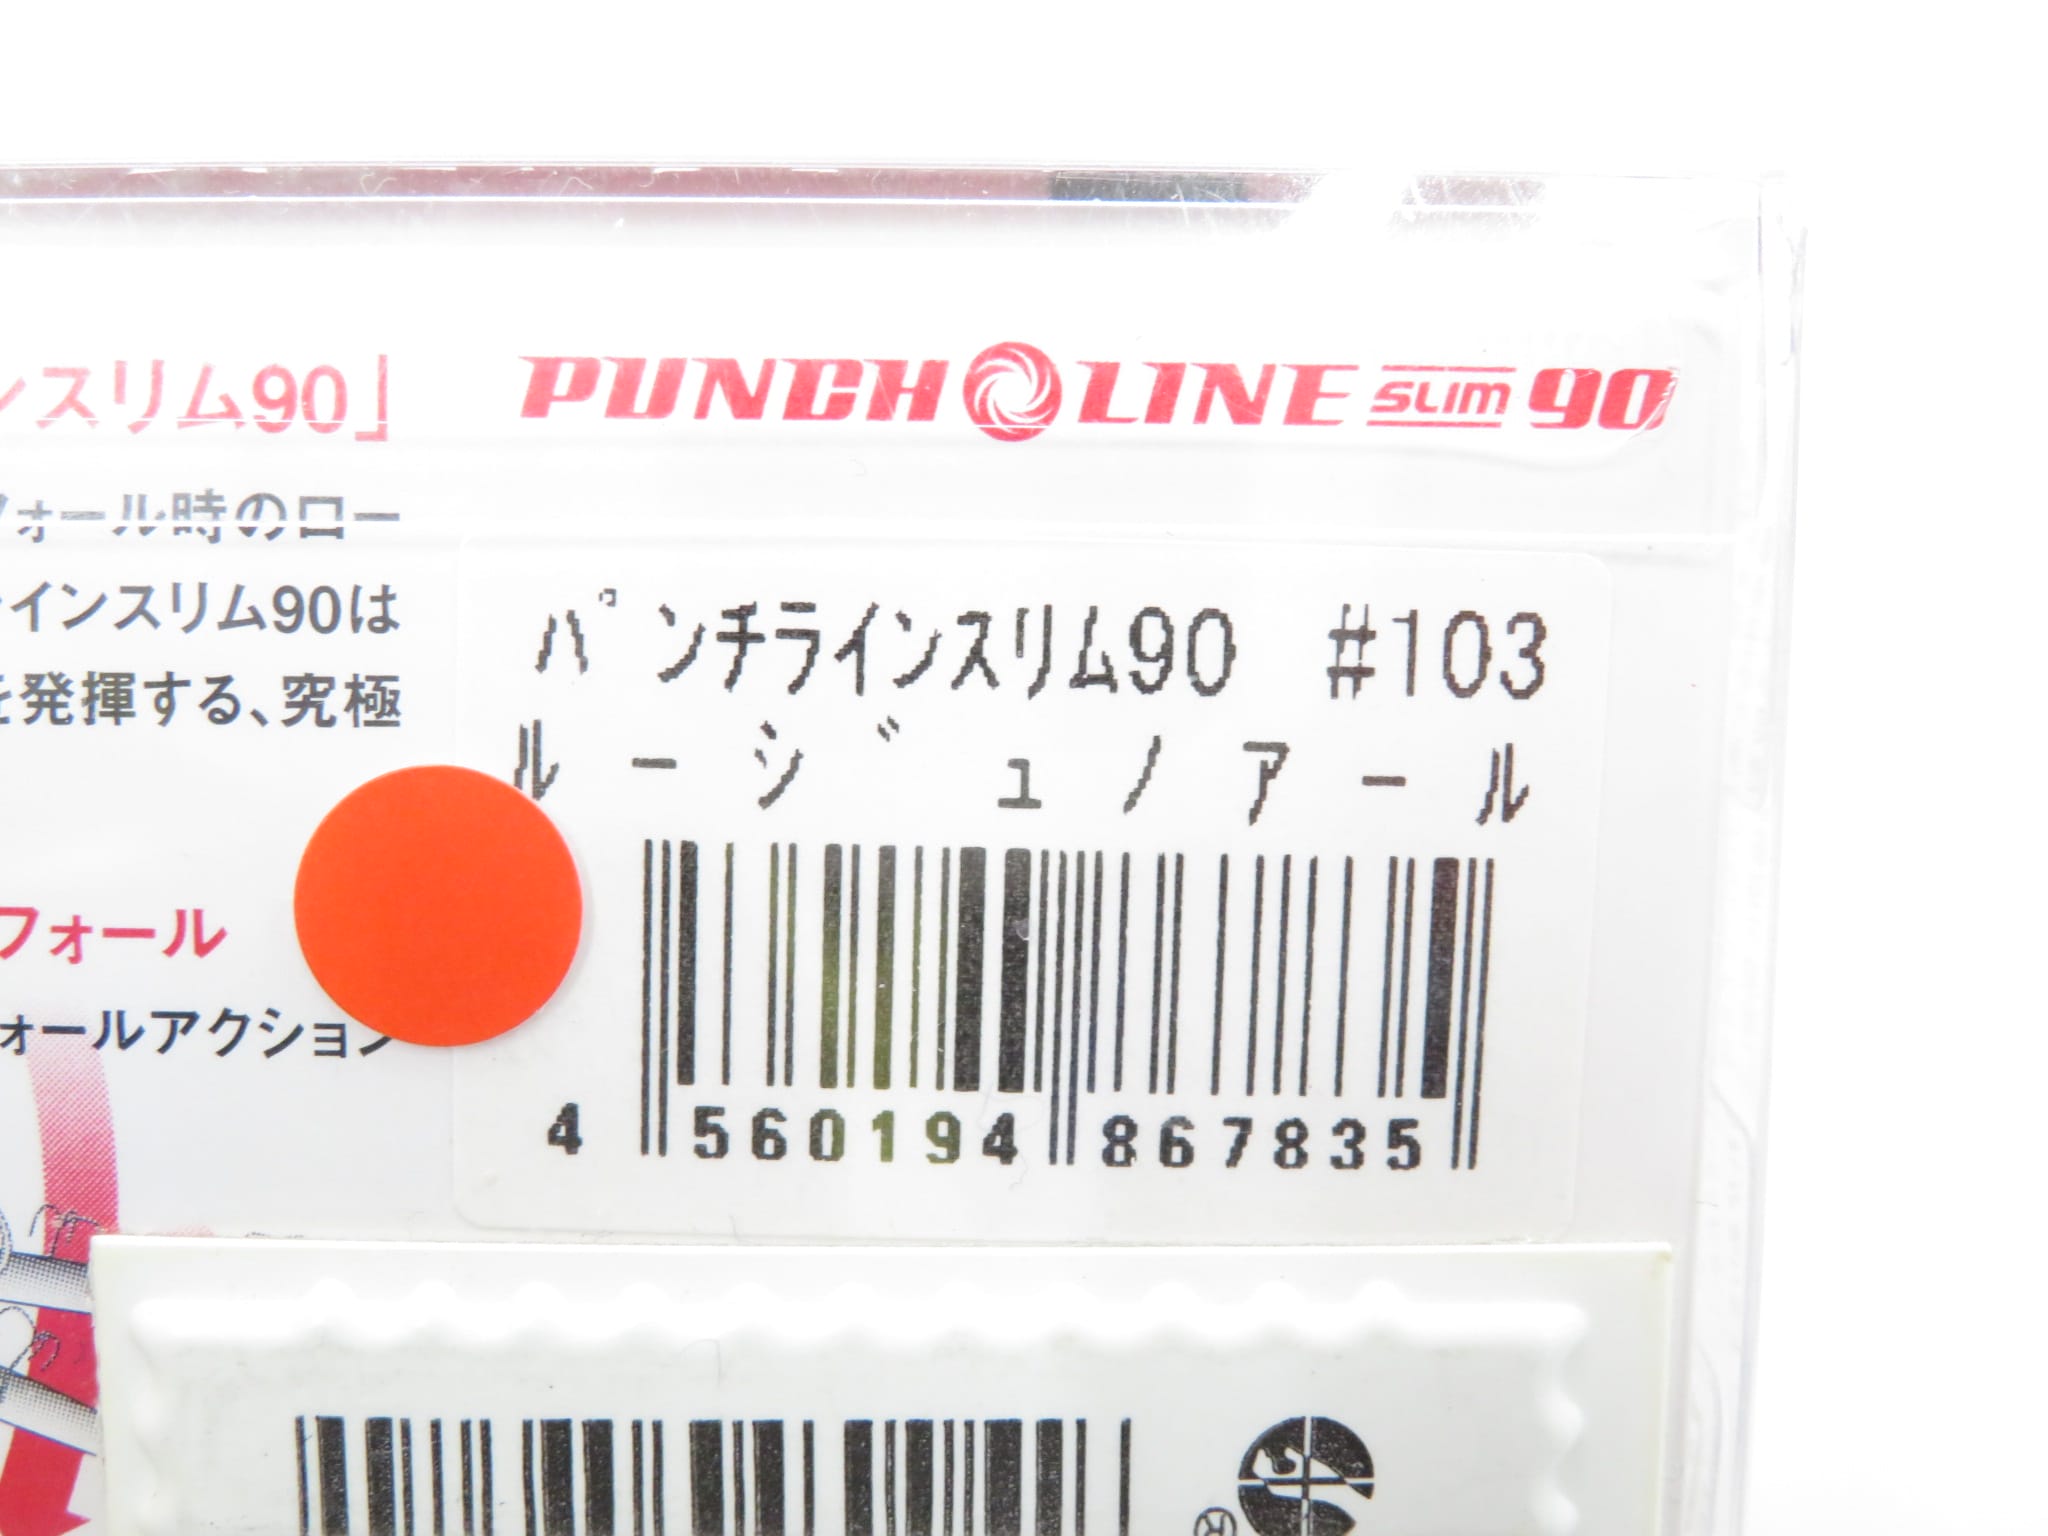 ンスリム90」
PUNCH LINE SLIM 90
フォール時のロー
インスリム90は
を発揮する、究極
ﾊﾟﾝﾁﾗｲﾝｽﾘﾑ90 #103
ﾙｰｼﾞｭﾉｱｰﾙ
フォール
ォールアクション
4 560194 867835
®